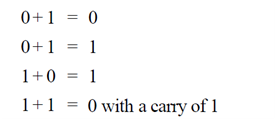 0+1 = 0
0+1 = 1
1+0 = 1
1+1 = 0 with a carry of 1